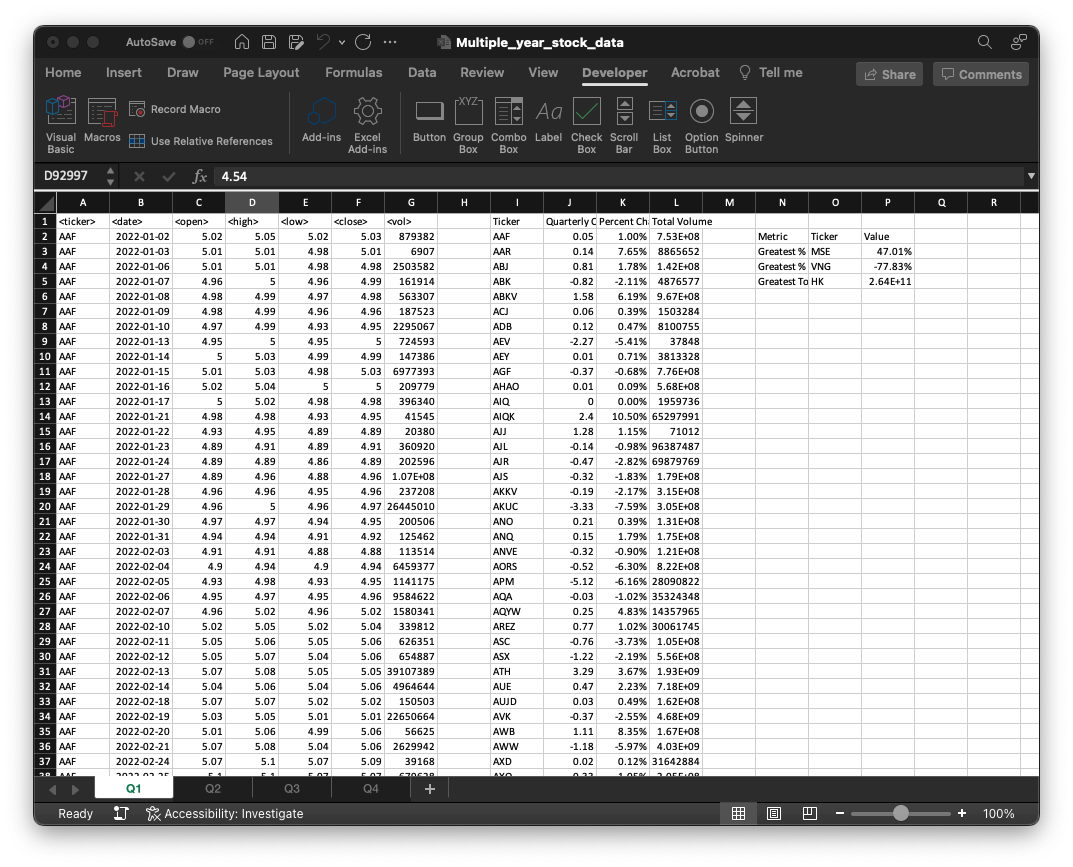 AutoSave OFF Multiple_year_stock_data
Home Insert Draw Page Layout Formulas Data Review View Developer Acrobat Tell me Share Comments
Visual Basic Macros Record Macro Use Relative References Add-ins Excel Add-ins Button Group Box Combo Box Label Check Box Scroll Bar List Box Option Button Spinner
D92997 fx 4.54
A B C D E F G H I J K L M N O P Q R
1 <ticker> <date> <open> <high> <low> <close> <vol> Ticker Quarterly C Percent Ch Total Volume
2 AAF 2022-01-02 5.02 5.05 5.02 5.03 879382 AAF 0.05 1.00% 7.53E+08 Metric Ticker Value
3 AAF 2022-01-03 5.01 5.01 4.98 5.01 6907 AAR 0.14 7.65% 8865652 Greatest % MSE 47.01%
4 AAF 2022-01-06 5.01 5.01 4.98 4.98 2503582 ABJ 0.81 1.78% 1.42E+08 Greatest % VNG -77.83%
5 AAF 2022-01-07 4.96 5 4.96 4.99 161914 ABK -0.82 -2.11% 4876577 Greatest To HK 2.64E+11
6 AAF 2022-01-08 4.98 4.99 4.97 4.98 563307 ABKV 1.58 6.19% 9.67E+08
7 AAF 2022-01-09 4.98 4.99 4.96 4.96 187523 ACJ 0.06 0.39% 1503284
8 AAF 2022-01-10 4.97 4.99 4.93 4.95 2295067 ADB 0.12 0.47% 8100755
9 AAF 2022-01-13 4.95 5 4.95 5 724593 AEV -2.27 -5.41% 37848
10 AAF 2022-01-14 5 5.03 4.99 4.99 147386 AEY 0.01 0.71% 3813328
11 AAF 2022-01-15 5.01 5.03 4.98 5.03 6977393 AGF -0.37 -0.68% 7.76E+08
12 AAF 2022-01-16 5.02 5.04 5 5 209779 AHAO 0.01 0.09% 5.68E+08
13 AAF 2022-01-17 5 5.02 4.98 4.98 396340 AIQ 0 0.00% 1959736
14 AAF 2022-01-21 4.98 4.98 4.93 4.95 41545 AIQK 2.4 10.50% 65297991
15 AAF 2022-01-22 4.93 4.95 4.89 4.89 20380 AJJ 1.28 1.15% 71012
16 AAF 2022-01-23 4.89 4.91 4.89 4.91 360920 AJL -0.14 -0.98% 96387487
17 AAF 2022-01-24 4.89 4.89 4.86 4.89 202596 AJR -0.47 -2.82% 69879769
18 AAF 2022-01-27 4.89 4.96 4.88 4.96 1.07E+08 AJS -0.32 -1.83% 1.79E+08
19 AAF 2022-01-28 4.96 4.96 4.95 4.96 237208 AKKV -0.19 -2.17% 3.15E+08
20 AAF 2022-01-29 4.96 5 4.96 4.97 26445010 AKUC -3.33 -7.59% 3.05E+08
21 AAF 2022-01-30 4.97 4.97 4.94 4.95 200506 ANO 0.21 0.39% 1.31E+08
22 AAF 2022-01-31 4.94 4.94 4.91 4.92 125462 ANQ 0.15 1.79% 1.75E+08
23 AAF 2022-02-03 4.91 4.91 4.88 4.88 113514 ANVE -0.32 -0.90% 1.21E+08
24 AAF 2022-02-04 4.9 4.94 4.9 4.94 6459377 AORS -0.52 -6.30% 8.22E+08
25 AAF 2022-02-05 4.93 4.98 4.93 4.95 1141175 APM -5.12 -6.16% 28090822
26 AAF 2022-02-06 4.95 4.97 4.95 4.96 9584622 AQA -0.03 -1.02% 35324348
27 AAF 2022-02-07 4.96 5.02 4.96 5.02 1580341 AQYW 0.25 4.83% 14357965
28 AAF 2022-02-10 5.02 5.05 5.02 5.04 339812 AREZ 0.77 1.02% 30061745
29 AAF 2022-02-11 5.05 5.06 5.05 5.06 626351 ASC -0.76 -3.73% 1.05E+08
30 AAF 2022-02-12 5.05 5.07 5.04 5.06 654887 ASX -1.22 -2.19% 5.56E+08
31 AAF 2022-02-13 5.07 5.08 5.05 5.05 39107389 ATH 3.29 3.67% 1.93E+09
32 AAF 2022-02-14 5.04 5.06 5.04 5.06 4964644 AUE 0.47 2.23% 7.18E+09
33 AAF 2022-02-18 5.07 5.07 5.02 5.02 150503 AUJD 0.03 0.49% 1.62E+08
34 AAF 2022-02-19 5.03 5.05 5.01 5.01 22650664 AVK -0.37 -2.55% 4.68E+09
35 AAF 2022-02-20 5.01 5.06 4.99 5.06 56625 AWB 1.11 8.35% 1.67E+08
36 AAF 2022-02-21 5.07 5.08 5.04 5.06 2629942 AWW -1.18 -5.97% 4.03E+09
37 AAF 2022-02-24 5.07 5.1 5.07 5.09 39168 AXD 0.02 0.12% 31642884
Q1 Q2 Q3 Q4 +
Ready Accessibility: Investigate 100%